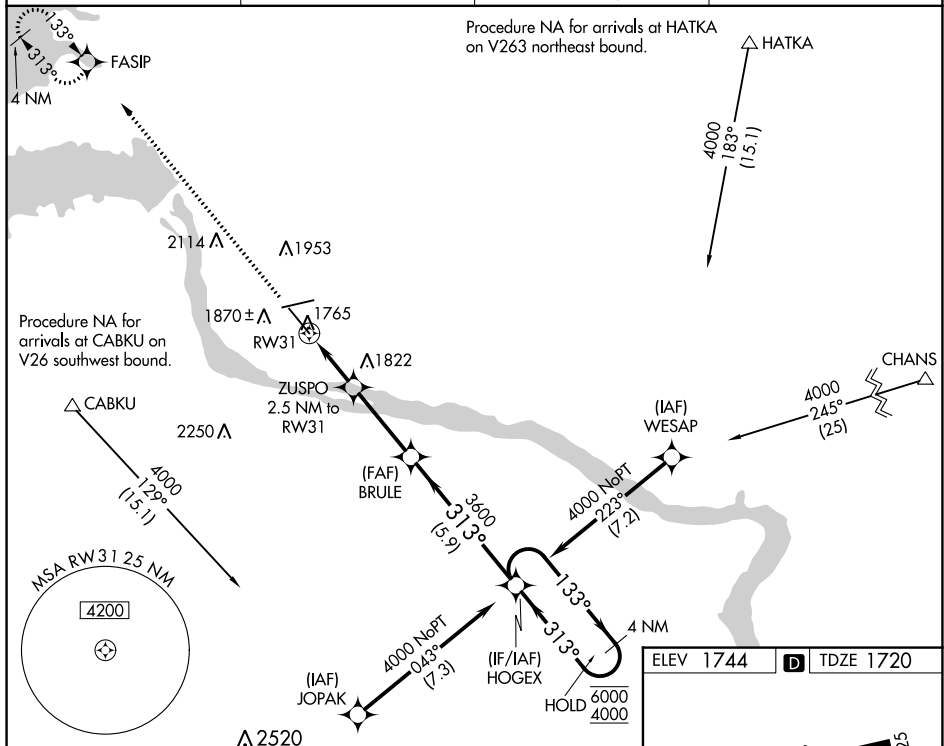 Procedure NA for arrivals at HATKA
on V263 northeast bound.
HATKA
133°
313°
FASIP
4 NM
4000
183°
(15.1)
2114
1953
1870 ±
1765
RW31
Procedure NA for
arrivals at CABKU on
V26 southwest bound.
1822
CHANS
ZUSPO
2.5 NM to
RW31
4000
245°
(25)
CABKU
2250
(IAF)
WESAP
(FAF)
BRULE
4000
129°
(15.1)
3600
313°
(5.9)
4000 NoPT
223°
(7.2)
MSA RW31 25 NM
4200
133°
313°
4 NM
4000 NoPT
043°
(7.3)
(IF/IAF)
HOGEX
(IAF)
JOPAK
HOLD
6000
4000
ELEV 1744
D
TDZE 1720
2520
25